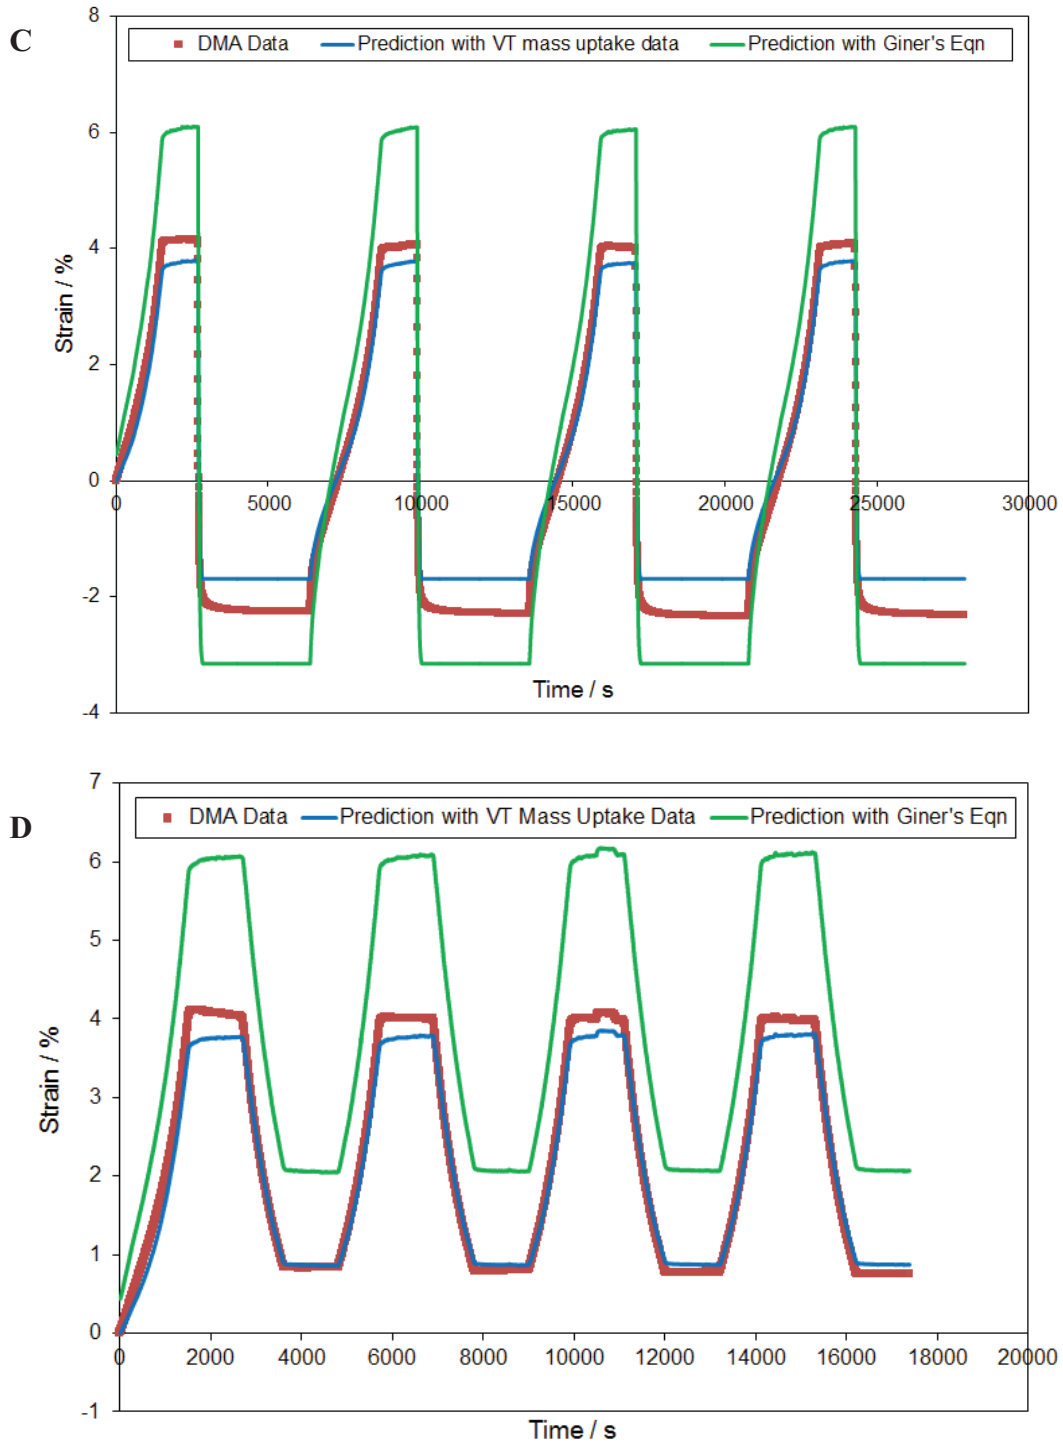 C
8
DMA Data Prediction with VT mass uptake data Prediction with Giner's Eqn
6
4
Strain / %
2
0
0 5000 10000 15000 20000 25000 30000
-2
Time / s
-4
7
D
DMA Data Prediction with VT Mass Uptake Data Prediction with Giner's Eqn
6
5
4
Strain / %
3
2
1
0
0 2000 4000 6000 8000 10000 12000 14000 16000 18000 20000
-1
Time / s